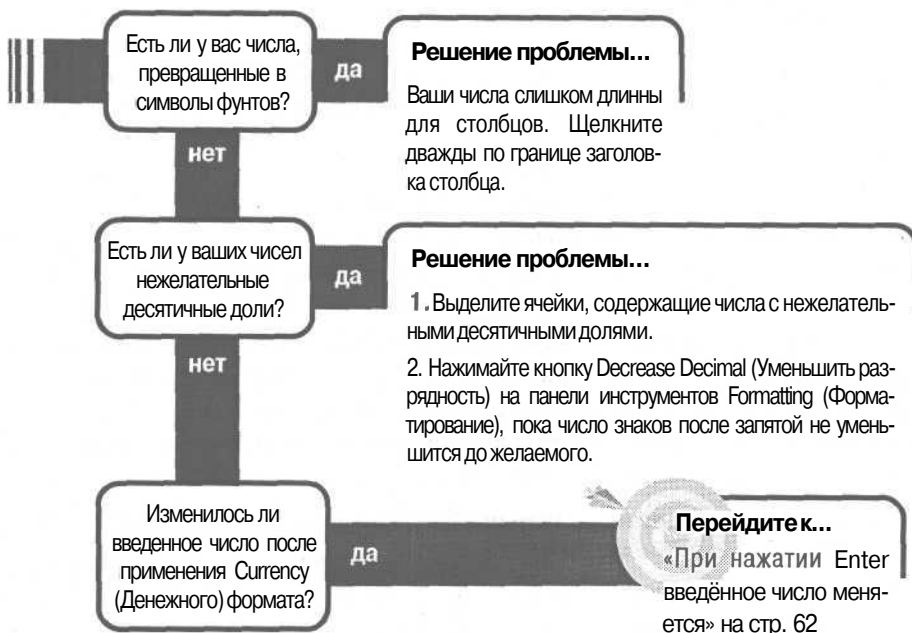 Есть ли у вас числа,
превращенные в
символы фунтов?
да
Решение проблемы...
Ваши числа слишком длинны
для столбцов. Щелкните
дважды по границе заголов-
ка столбца.
нет
Есть ли у ваших чисел
нежелательные
десятичные доли?
да
Решение проблемы...
1. Выделите ячейки, содержащие числа с нежелатель-
ными десятичными долями.
2. Нажимайте кнопку Decrease Decimal (Уменьшить раз-
рядность) на панели инструментов Formatting (Форма-
тирование), пока число знаков после запятой не умень-
шится до желаемого.
нет
Изменилось ли
введенное число после
применения Currency
(Денежного) формата?
да
Перейдите к...
«При нажатии Enter
введённое число меня-
ется» на стр. 62